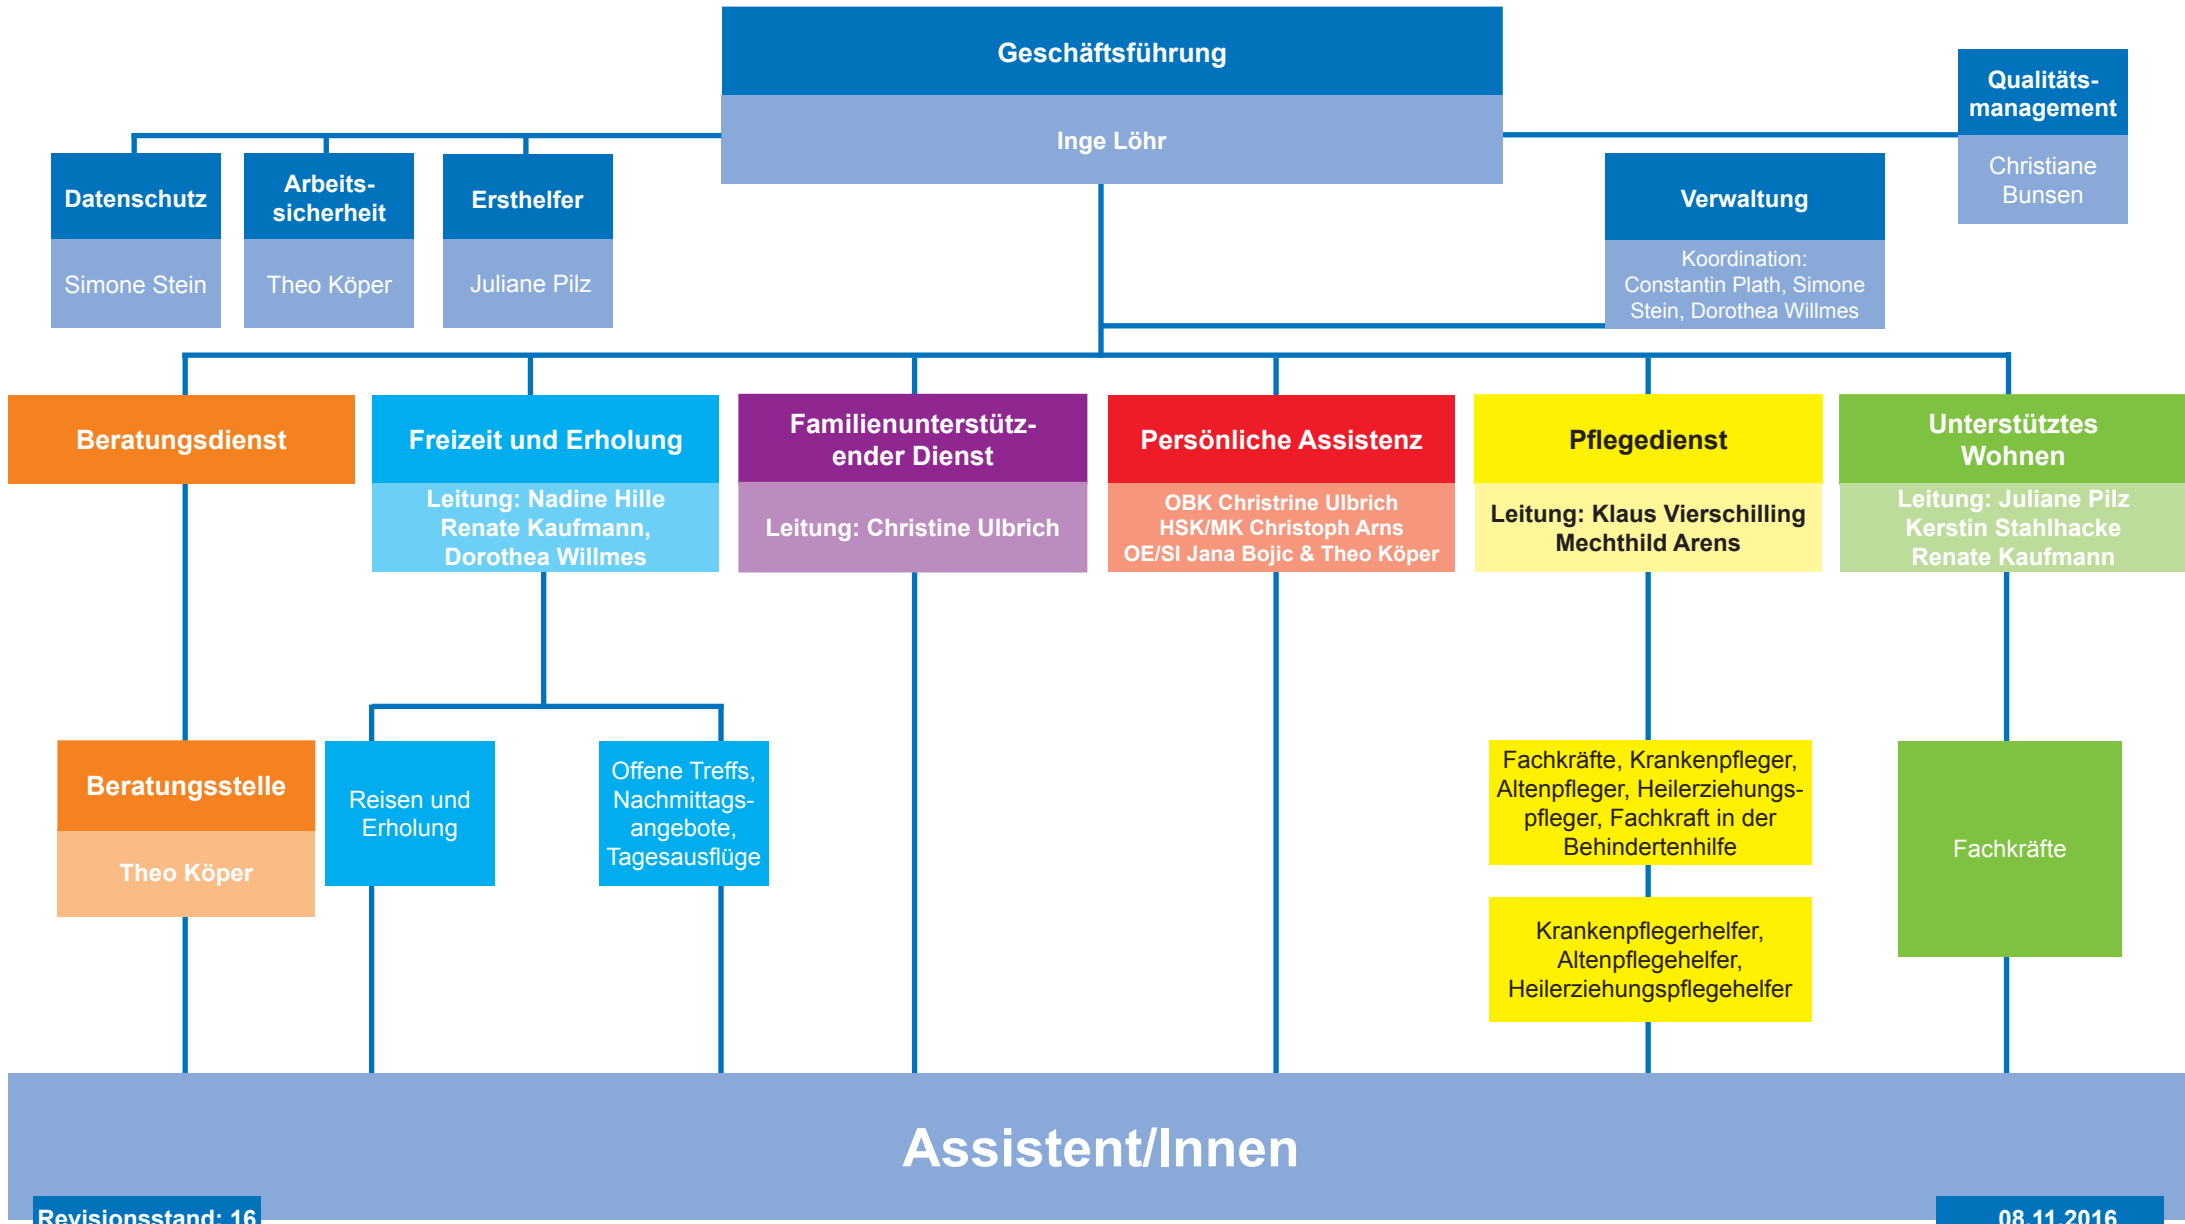 Geschäftsführung
Inge Löhr
Qualitäts-
management
Christiane
Bunsen
Datenschutz
Simone Stein
Arbeits-
sicherheit
Theo Köper
Ersthelfer
Juliane Pilz
Verwaltung
Koordination:
Constantin Plath, Simone
Stein, Dorothea Willmes
Beratungsdienst
Freizeit und Erholung
Leitung: Nadine Hille
Renate Kaufmann,
Dorothea Willmes
Familienunterstütz-
ender Dienst
Leitung: Christine Ulbrich
Persönliche Assistenz
OBK Christrine Ulbrich
HSK/MK Christoph Arns
OE/SI Jana Bojic & Theo Köper
Pflegedienst
Leitung: Klaus Vierschilling
Mechthild Arens
Unterstütztes
Wohnen
Leitung: Juliane Pilz
Kerstin Stahlhacke
Renate Kaufmann
Beratungsstelle
Theo Köper
Reisen und
Erholung
Offene Treffs,
Nachmittags-
angebote,
Tagesausflüge
Fachkräfte, Krankenpfleger,
Altenpfleger, Heilerziehungs-
pfleger, Fachkraft in der
Behindertenhilfe
Krankenpflegerhelfer,
Altenpflegehelfer,
Heilerziehungspflegehelfer
Fachkräfte
Assistent/Innen
Revisionsstand: 16
08.11.2016